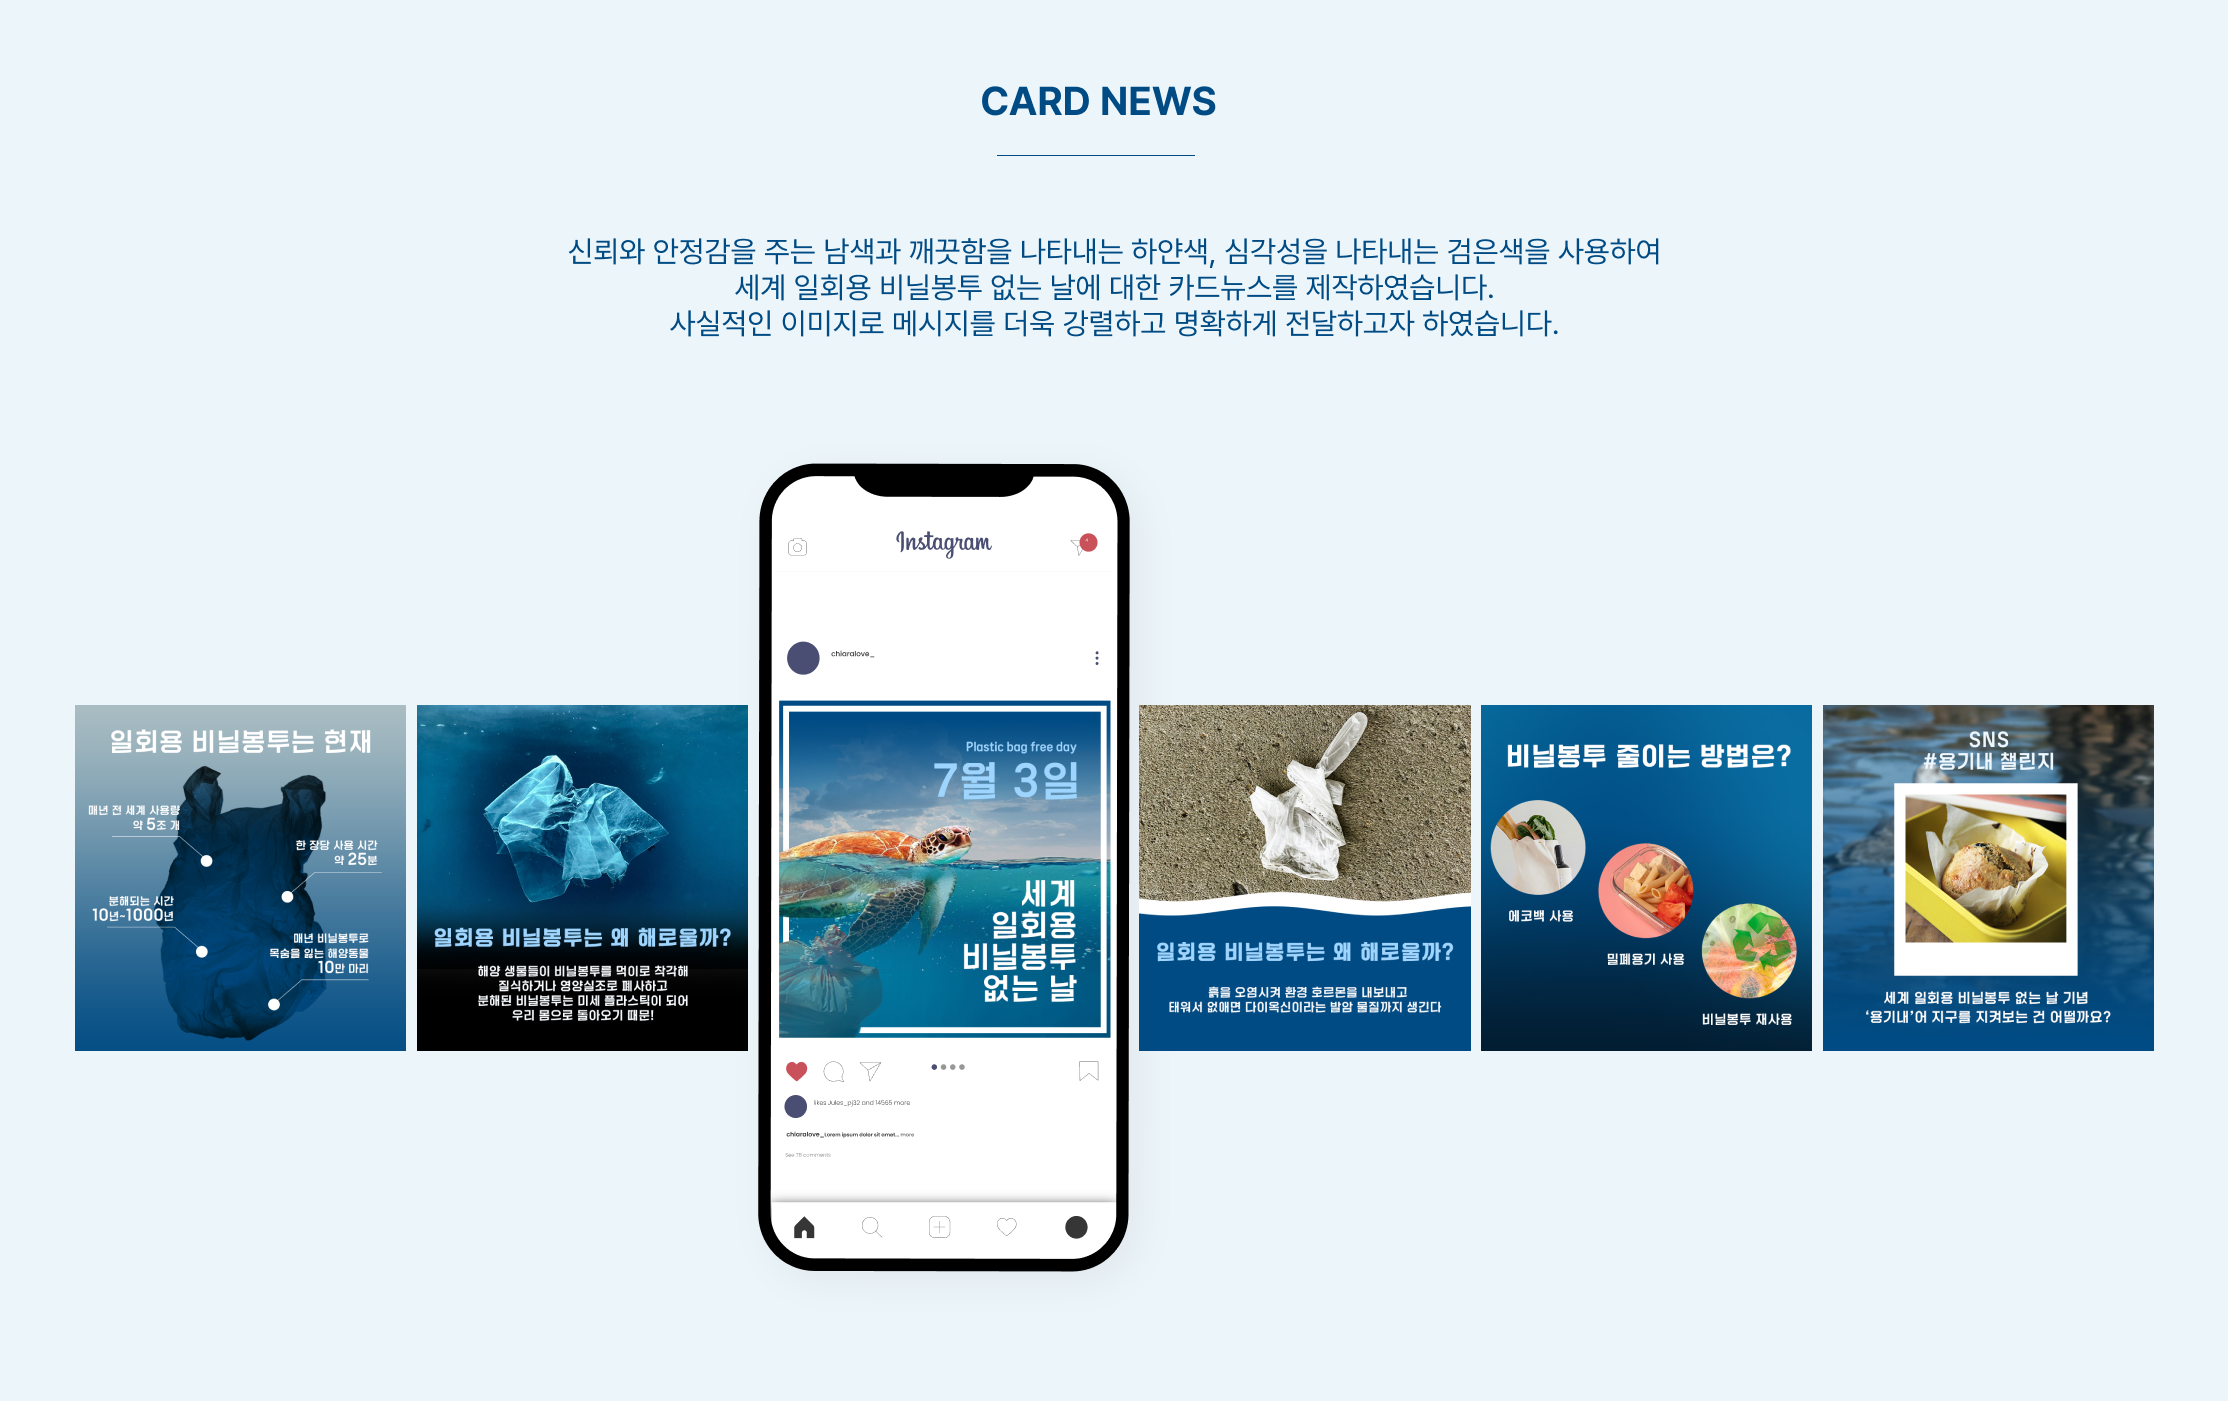 CARD NEWS
신뢰와 안정감을 주는 남색과 깨끗함을 나타내는 하얀색, 심각성을 나타내는 검은색을 사용하여
세계 일회용 비닐봉투 없는 날에 대한 카드뉴스를 제작하였습니다.
사실적인 이미지로 메시지를 더욱 강렬하고 명확하게 전달하고자 하였습니다.
일회용 비닐봉투는 현재
매년 전 세계 사용량
약 5조 개
한 장당 사용 시간
약 25분
분해되는 시간
10년~1000년
매년 비닐봉투로
목숨을 잃는 해양동물
10만 마리
일회용 비닐봉투는 왜 해로울까?
해양 생물들이 비닐봉투를 먹이로 착각해
질식하거나 영양실조로 폐사하고
분해된 비닐봉투는 미세 플라스틱이 되어
우리 몸으로 돌아오기 때문!
Instagram
chiaralove_
Plastic bag free day
7월 3일
세계
일회용
비닐봉투
없는 날
likes Jules_pj32 and 14565 more
chiaralove_Lorem ipsum dolor sit amet... more
See 78 comments
일회용 비닐봉투는 왜 해로울까?
흙을 오염시켜 환경 호르몬을 내보내고
태워서 없애면 다이옥신이라는 발암 물질까지 생긴다
비닐봉투 줄이는 방법은?
에코백 사용
밀폐용기 사용
비닐봉투 재사용
SNS
#용기내 챌린지
세계 일회용 비닐봉투 없는 날 기념
‘용기내’어 지구를 지켜보는 건 어떨까요?